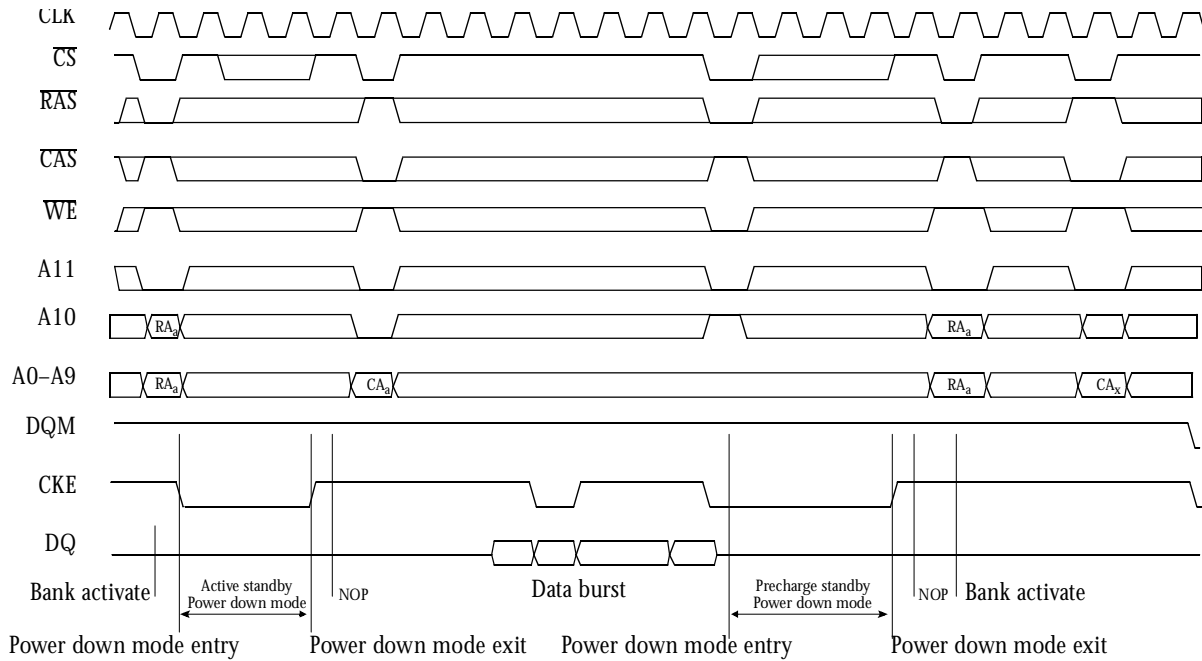 CLK
CS
RAS
CAS
WE
A11
A10 RAa RAa
A0–A9 RAa CAa RAa CAx
DQM
CKE
DQ
Bank activate Active standby Power down mode NOP Data burst Precharge standby Power down mode NOP Bank activate
Power down mode entry Power down mode exit Power down mode entry Power down mode exit